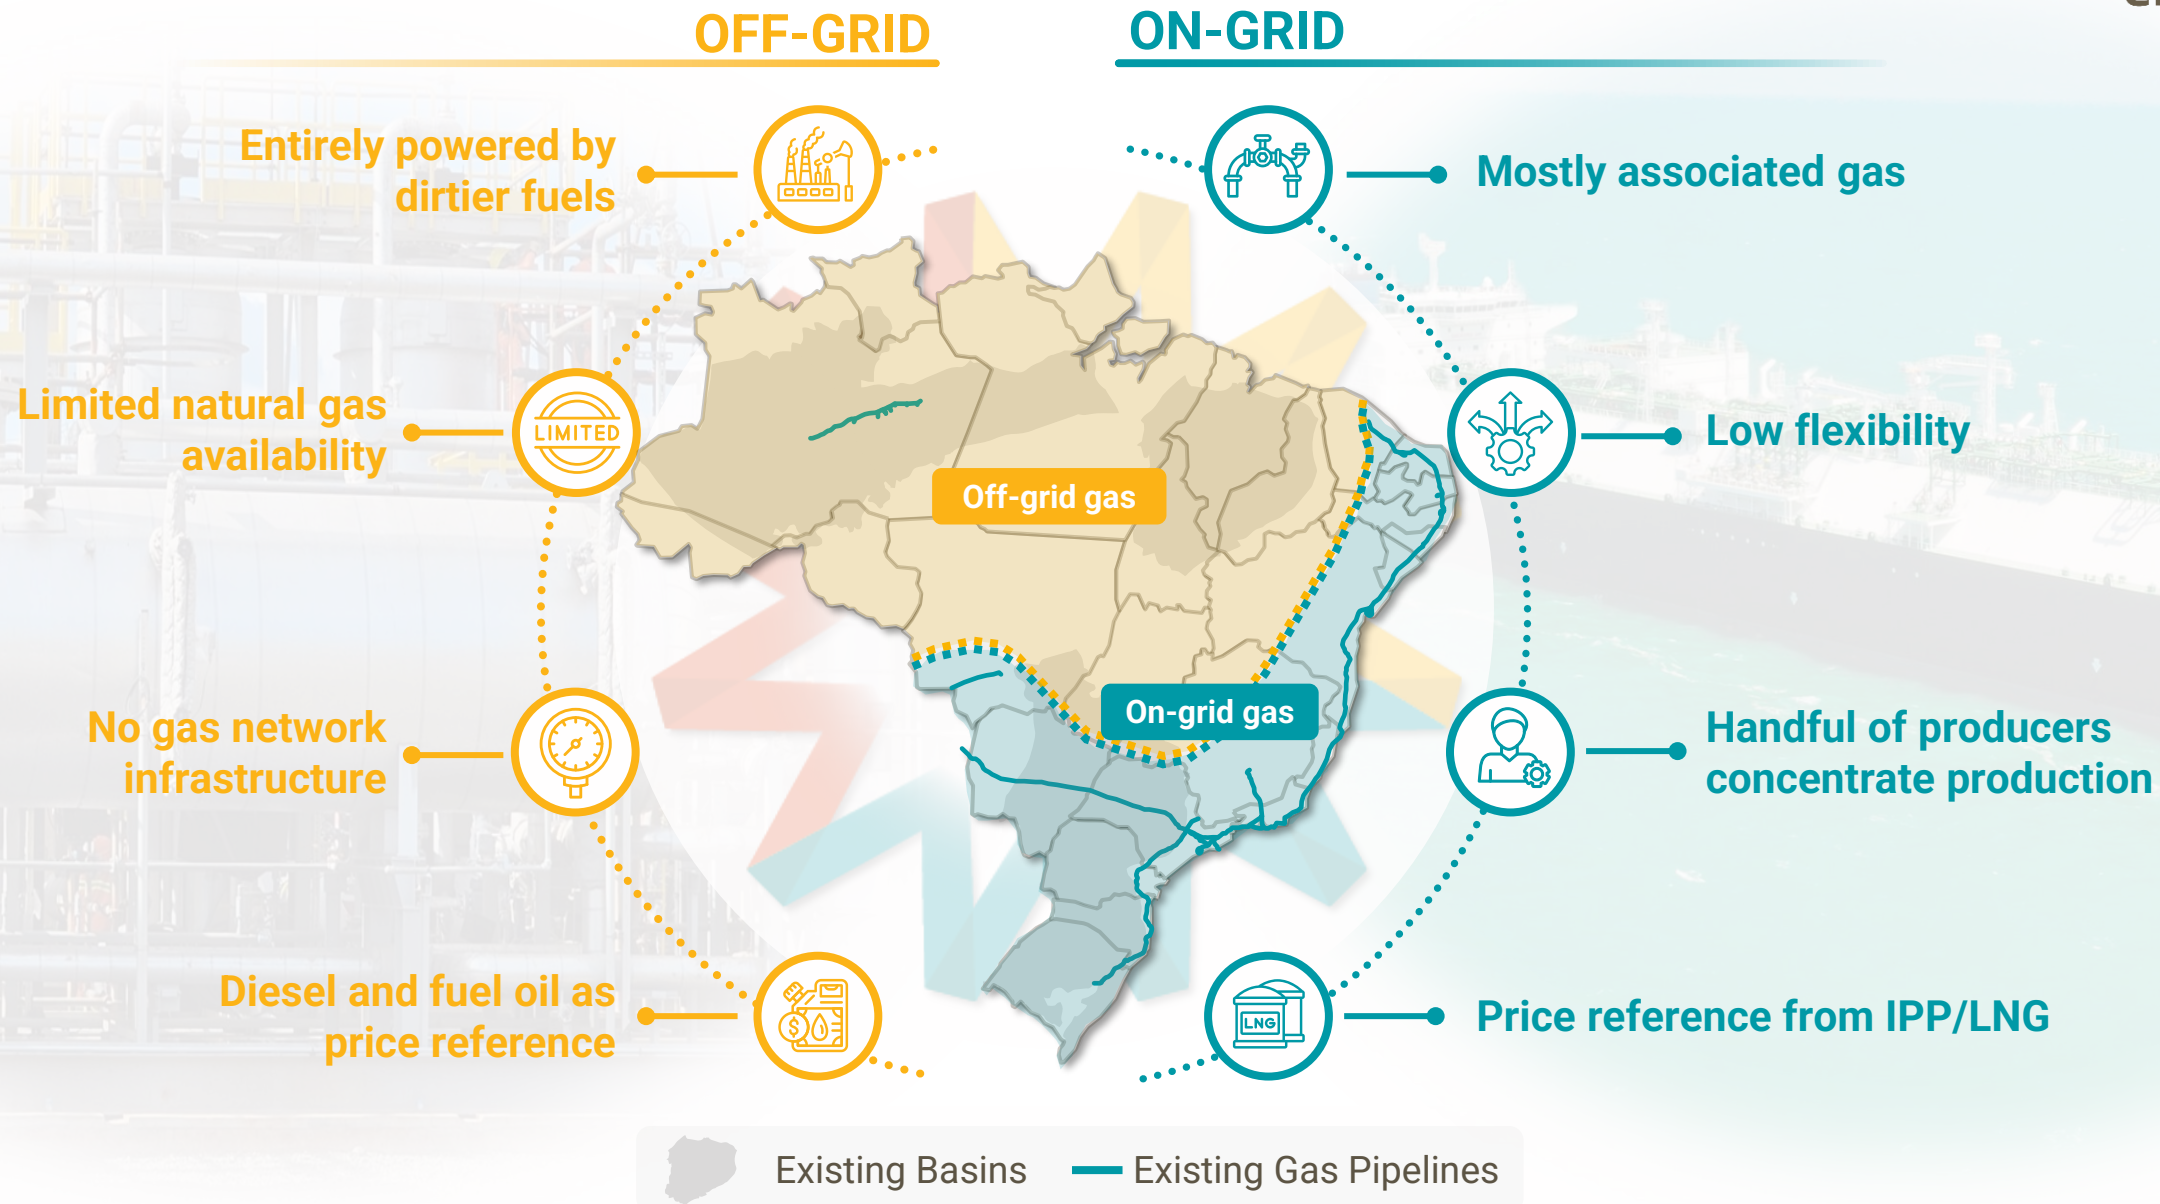 OFF-GRID
ON-GRID
Entirely powered by
dirtier fuels
Mostly associated gas
Limited natural gas
availability
LIMITED
Low flexibility
Off-grid gas
On-grid gas
No gas network
infrastructure
Handful of producers
concentrate production
Diesel and fuel oil as
price reference
$
LNG
Price reference from IPP/LNG
Existing Basins
Existing Gas Pipelines